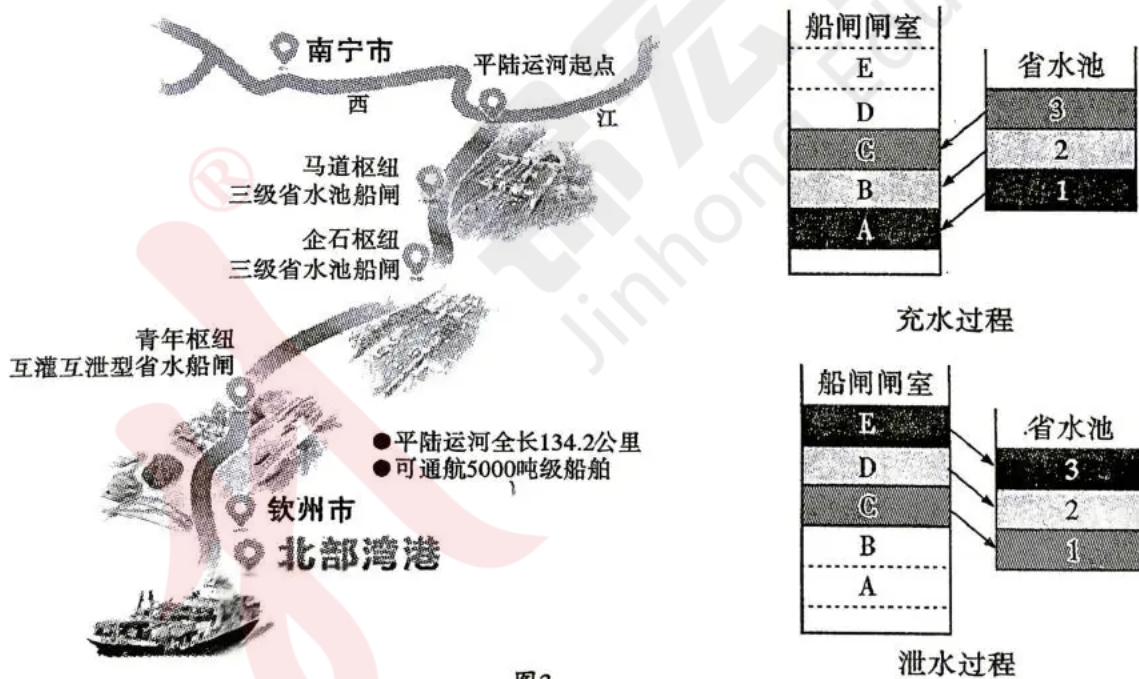 南宁市
平陆运河起点
西
江
马道枢纽
三级省水池船闸
企石枢纽
三级省水池船闸
青年枢纽
互灌互泄型省水船闸
●平陆运河全长134.2公里
●可通航5000吨级船舶
钦州市
北部湾港
船闸闸室
E
D
C
B
A
省水池
3
2
1
充水过程
船闸闸室
E
D
C
B
A
省水池
3
2
1
泄水过程
®
Jinhong Edu